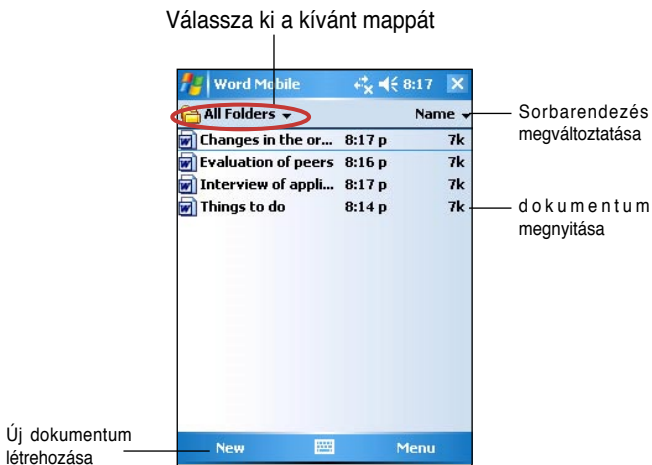 Válassza ki a kívánt mappát
Word Mobile 8:17
All Folders Name
Changes in the or... 8:17 p 7k
Evaluation of peers 8:16 p 7k
Interview of appli... 8:17 p 7k
Things to do 8:14 p 7k
Sorbarendezés
megváltoztatása
dokumentum
megnyitása
Új dokumentum
létrehozása
New Menu